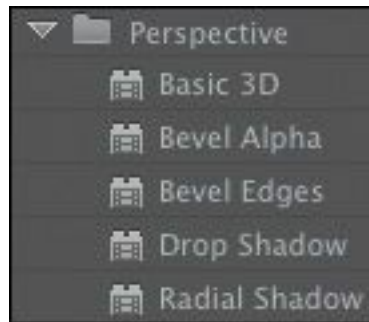 Perspective
Basic 3D
Bevel Alpha
Bevel Edges
Drop Shadow
Radial Shadow